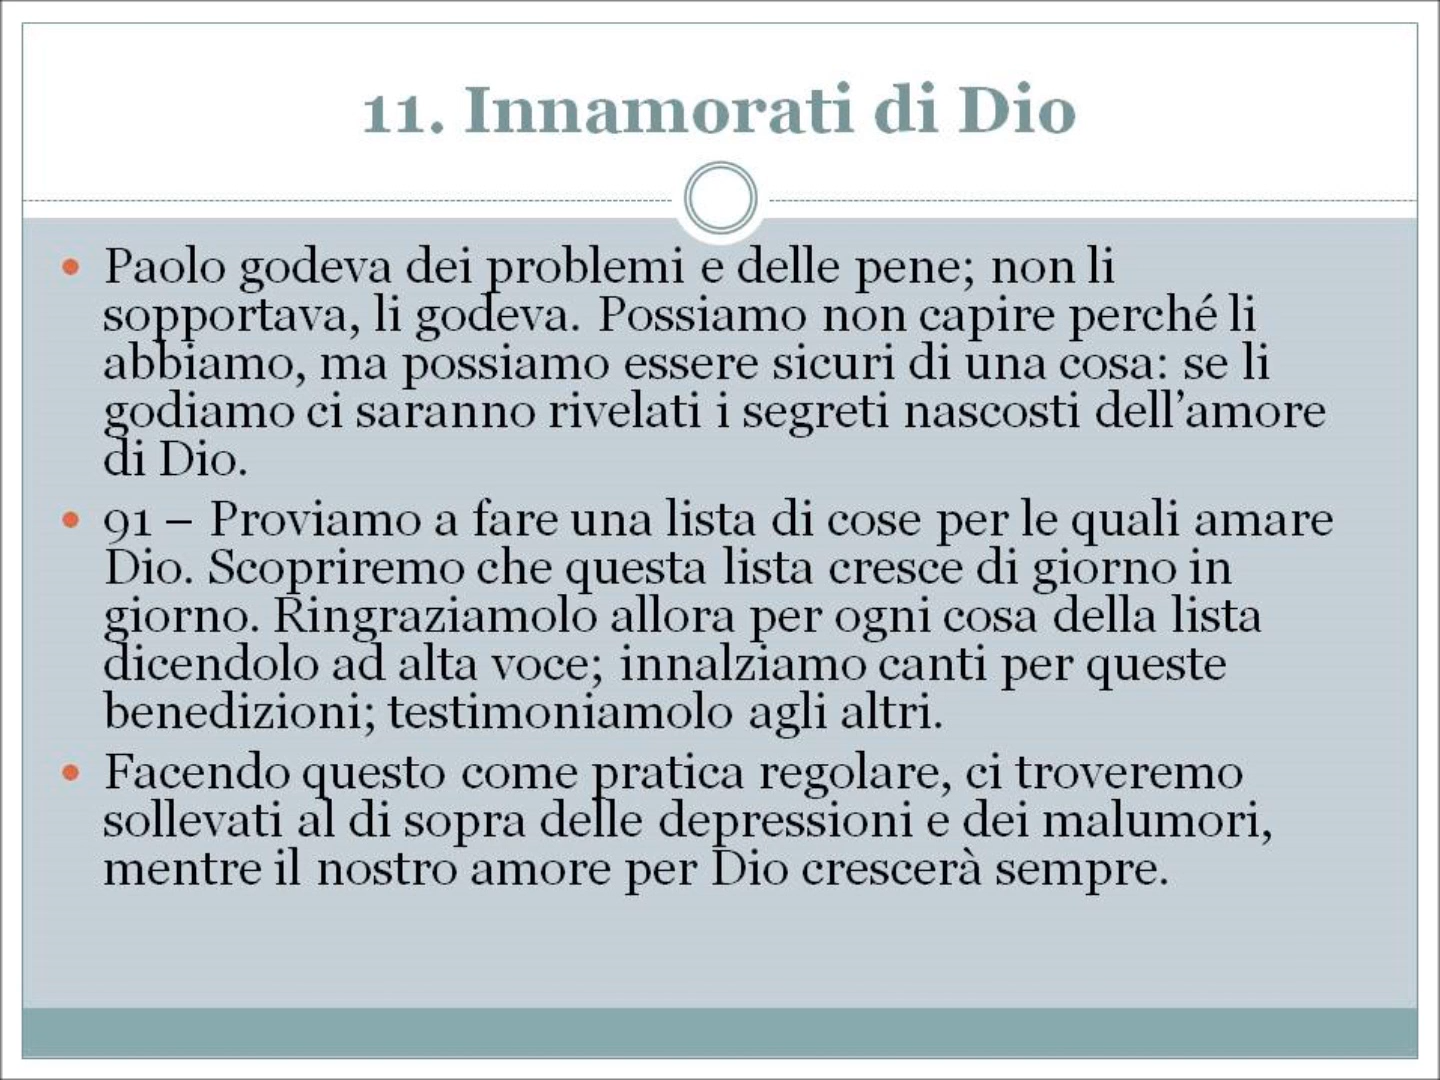 11. Innamorati di Dio
• Paolo godeva dei problemi e delle pene; non li
sopportava, li godeva. Possiamo non capire perché li
abbiamo, ma possiamo essere sicuri di una cosa: se li
godiamo ci saranno rivelati i segreti nascosti dell’amore
di Dio.
• 91 – Proviamo a fare una lista di cose per le quali amare
Dio. Scopriremo che questa lista cresce di giorno in
giorno. Ringraziamolo allora per ogni cosa della lista
dicendolo ad alta voce; innalziamo canti per queste
benedizioni; testimoniamolo agli altri.
• Facendo questo come pratica regolare, ci troveremo
sollevati al di sopra delle depressioni e dei malumori,
mentre il nostro amore per Dio crescerà sempre.